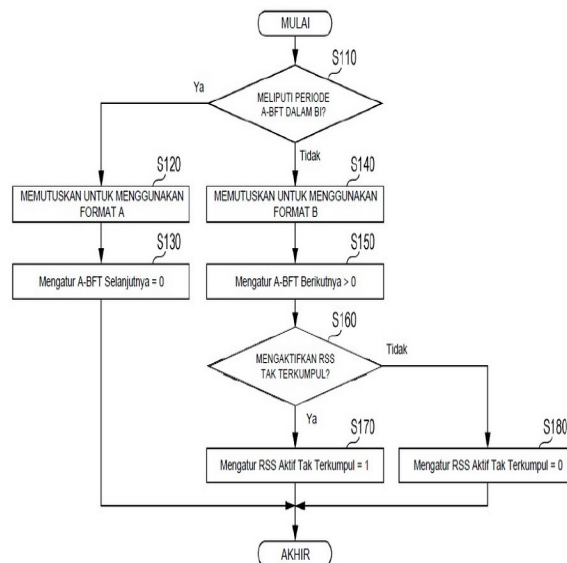 MULAI
S110
Ya
MELIPUTI PERIODE
A-BFT DALAM BI?
Tidak
S120
S140
MEMUTUSKAN UNTUK MENGGUNAKAN
FORMAT A
MEMUTUSKAN UNTUK MENGGUNAKAN
FORMAT B
S130
S150
Mengatur A-BFT Selanjutnya = 0
Mengatur A-BFT Berikutnya > 0
S160
MENGAKTIFKAN RSS
TAK TERKUMPUL?
Tidak
Ya
S170
S180
Mengatur RSS Aktif Tak Terkumpul = 1
Mengatur RSS Aktif Tak Terkumpul = 0
AKHIR